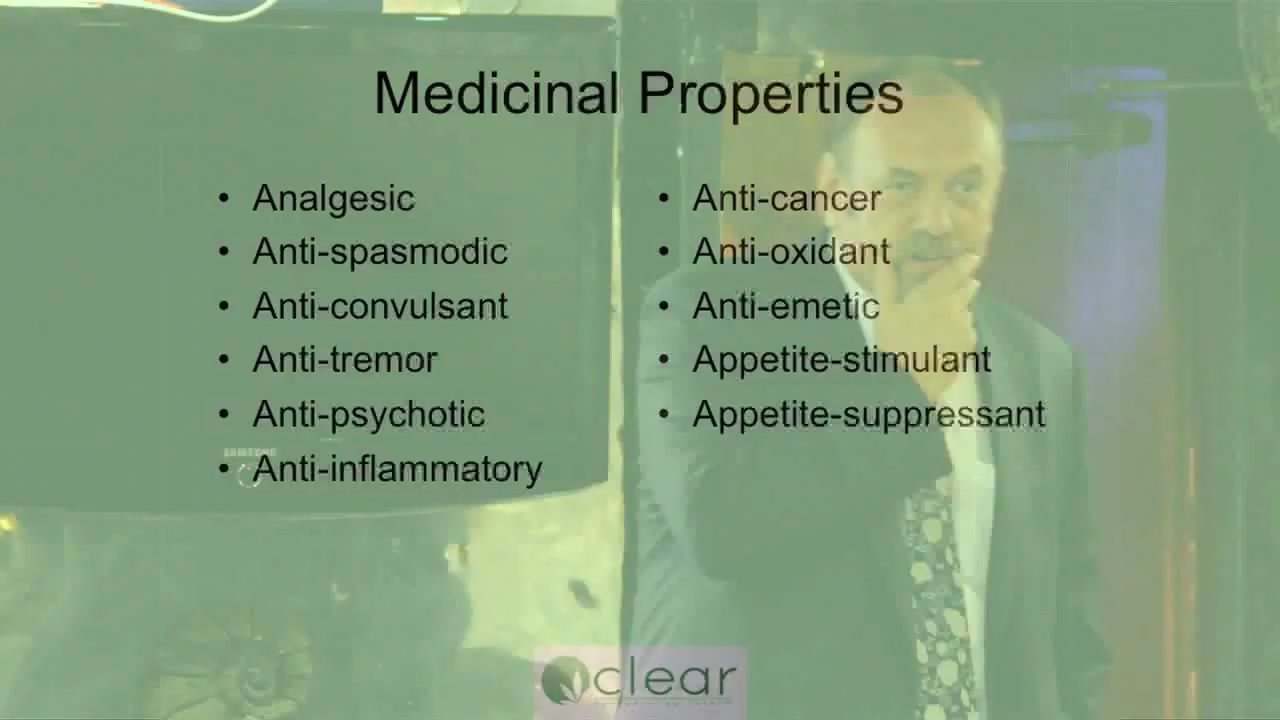 Medicinal Properties
• Analgesic
• Anti-spasmodic
• Anti-convulsant
• Anti-tremor
• Anti-psychotic
• Anti-inflammatory
• Anti-cancer
• Anti-oxidant
• Anti-emetic
• Appetite-stimulant
• Appetite-suppressant
SAMSUNG
clear